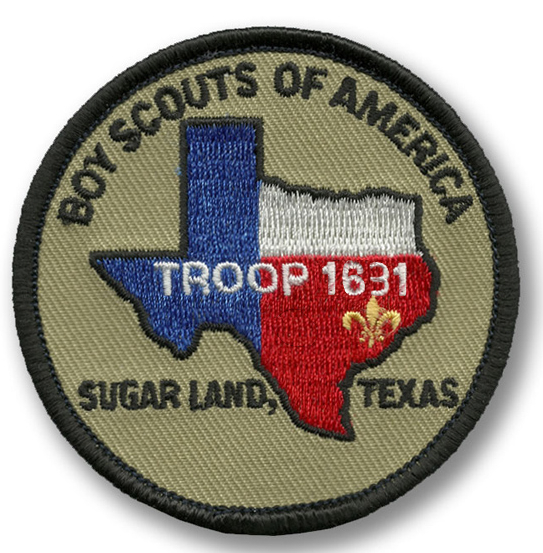 BOY SCOUTS OF AMERICA
TROOP 1631
SUGAR LAND, TEXAS